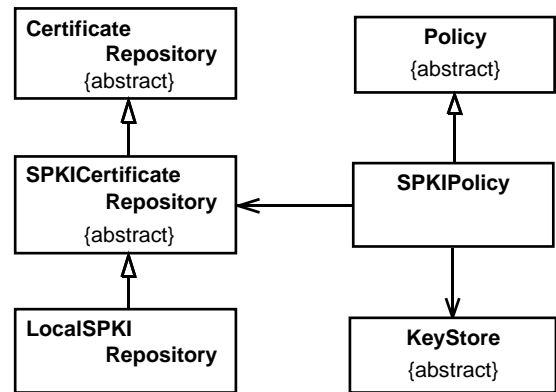 Certificate
Repository
{abstract}
Policy
{abstract}
SPKICertificate
Repository
{abstract}
SPKIPolicy
LocalSPKI
Repository
KeyStore
{abstract}